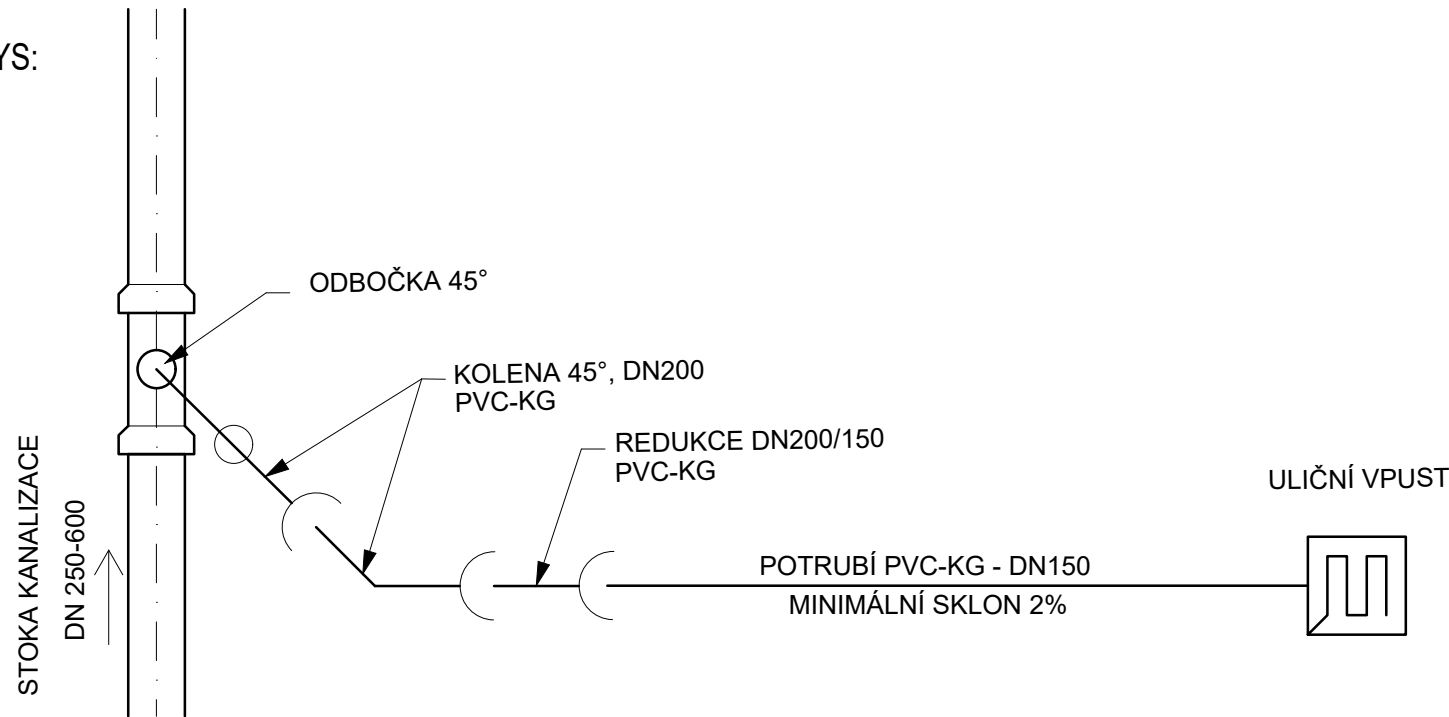 YS:
ODBOČKA 45°
KOLENA 45°, DN200
PVC-KG
REDUKCE DN200/150
PVC-KG
ULIČNÍ VPUST
POTRUBÍ PVC-KG - DN150
MINIMÁLNÍ SKLON 2%
STOKA KANALIZACE
DN 250-600